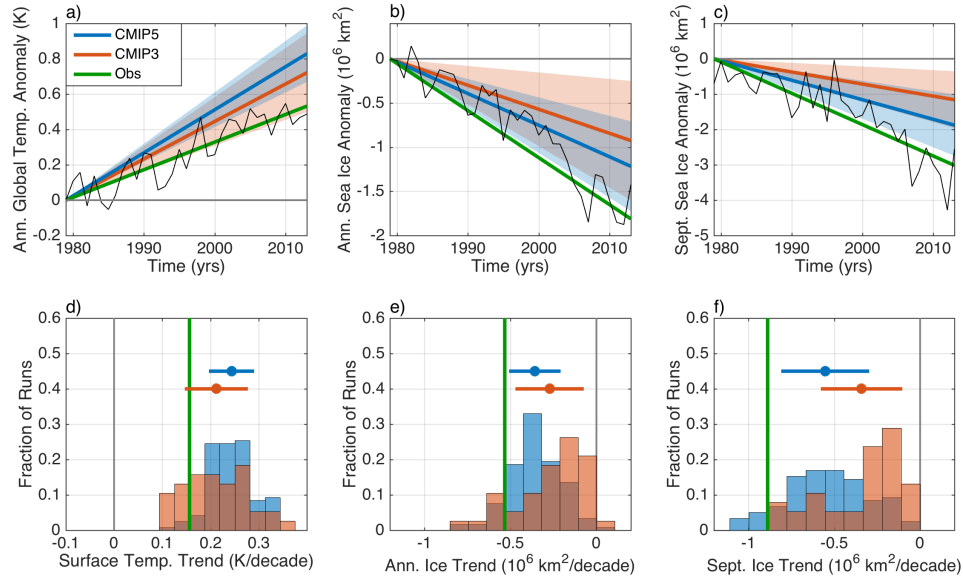 a)
Ann. Global Temp. Anomaly (K)
1
0.8
0.6
0.4
0.2
0
-0.2
CMIP5
CMIP3
Obs
1980 1990 2000 2010
Time (yrs)
b)
Ann. Sea Ice Anomaly (10⁶ km²)
0.5
0
-0.5
-1
-1.5
-2
1980 1990 2000 2010
Time (yrs)
c)
Sept. Sea Ice Anomaly (10⁶ km²)
1
0
-1
-2
-3
-4
-5
1980 1990 2000 2010
Time (yrs)
d)
Fraction of Runs
0.6
0.5
0.4
0.3
0.2
0.1
0
-0.1 0 0.1 0.2 0.3
Surface Temp. Trend (K/decade)
e)
Fraction of Runs
0.6
0.5
0.4
0.3
0.2
0.1
0
-1 -0.5 0
Ann. Ice Trend (10⁶ km²/decade)
f)
Fraction of Runs
0.6
0.5
0.4
0.3
0.2
0.1
0
-1 -0.5 0
Sept. Ice Trend (10⁶ km²/decade)